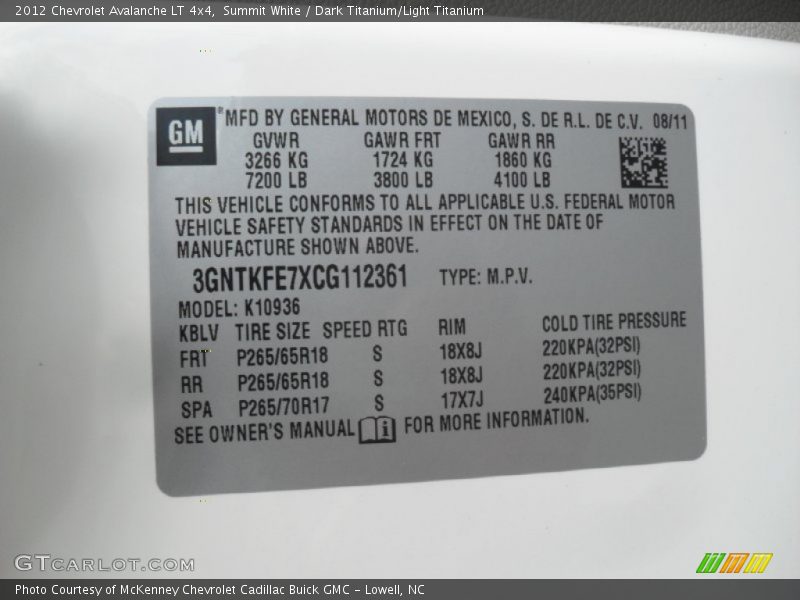 2012 Chevrolet Avalanche LT 4x4, Summit White / Dark Titanium/Light Titanium
GM ® MFD BY GENERAL MOTORS DE MEXICO, S. DE R.L. DE C.V. 08/11
GVWR GAWR FRT GAWR RR
3266 KG 1724 KG 1860 KG
7200 LB 3800 LB 4100 LB
THIS VEHICLE CONFORMS TO ALL APPLICABLE U.S. FEDERAL MOTOR
VEHICLE SAFETY STANDARDS IN EFFECT ON THE DATE OF
MANUFACTURE SHOWN ABOVE.
3GNTKFE7XCG112361 TYPE: M.P.V.
MODEL: K10936
KBLV TIRE SIZE SPEED RTG RIM COLD TIRE PRESSURE
FRT P265/65R18 S 18X8J 220KPA(32PSI)
RR P265/65R18 S 18X8J 220KPA(32PSI)
SPA P265/70R17 S 17X7J 240KPA(35PSI)
SEE OWNER'S MANUAL i FOR MORE INFORMATION.
GTCARLOT.COM
Photo Courtesy of McKenney Chevrolet Cadillac Buick GMC - Lowell, NC